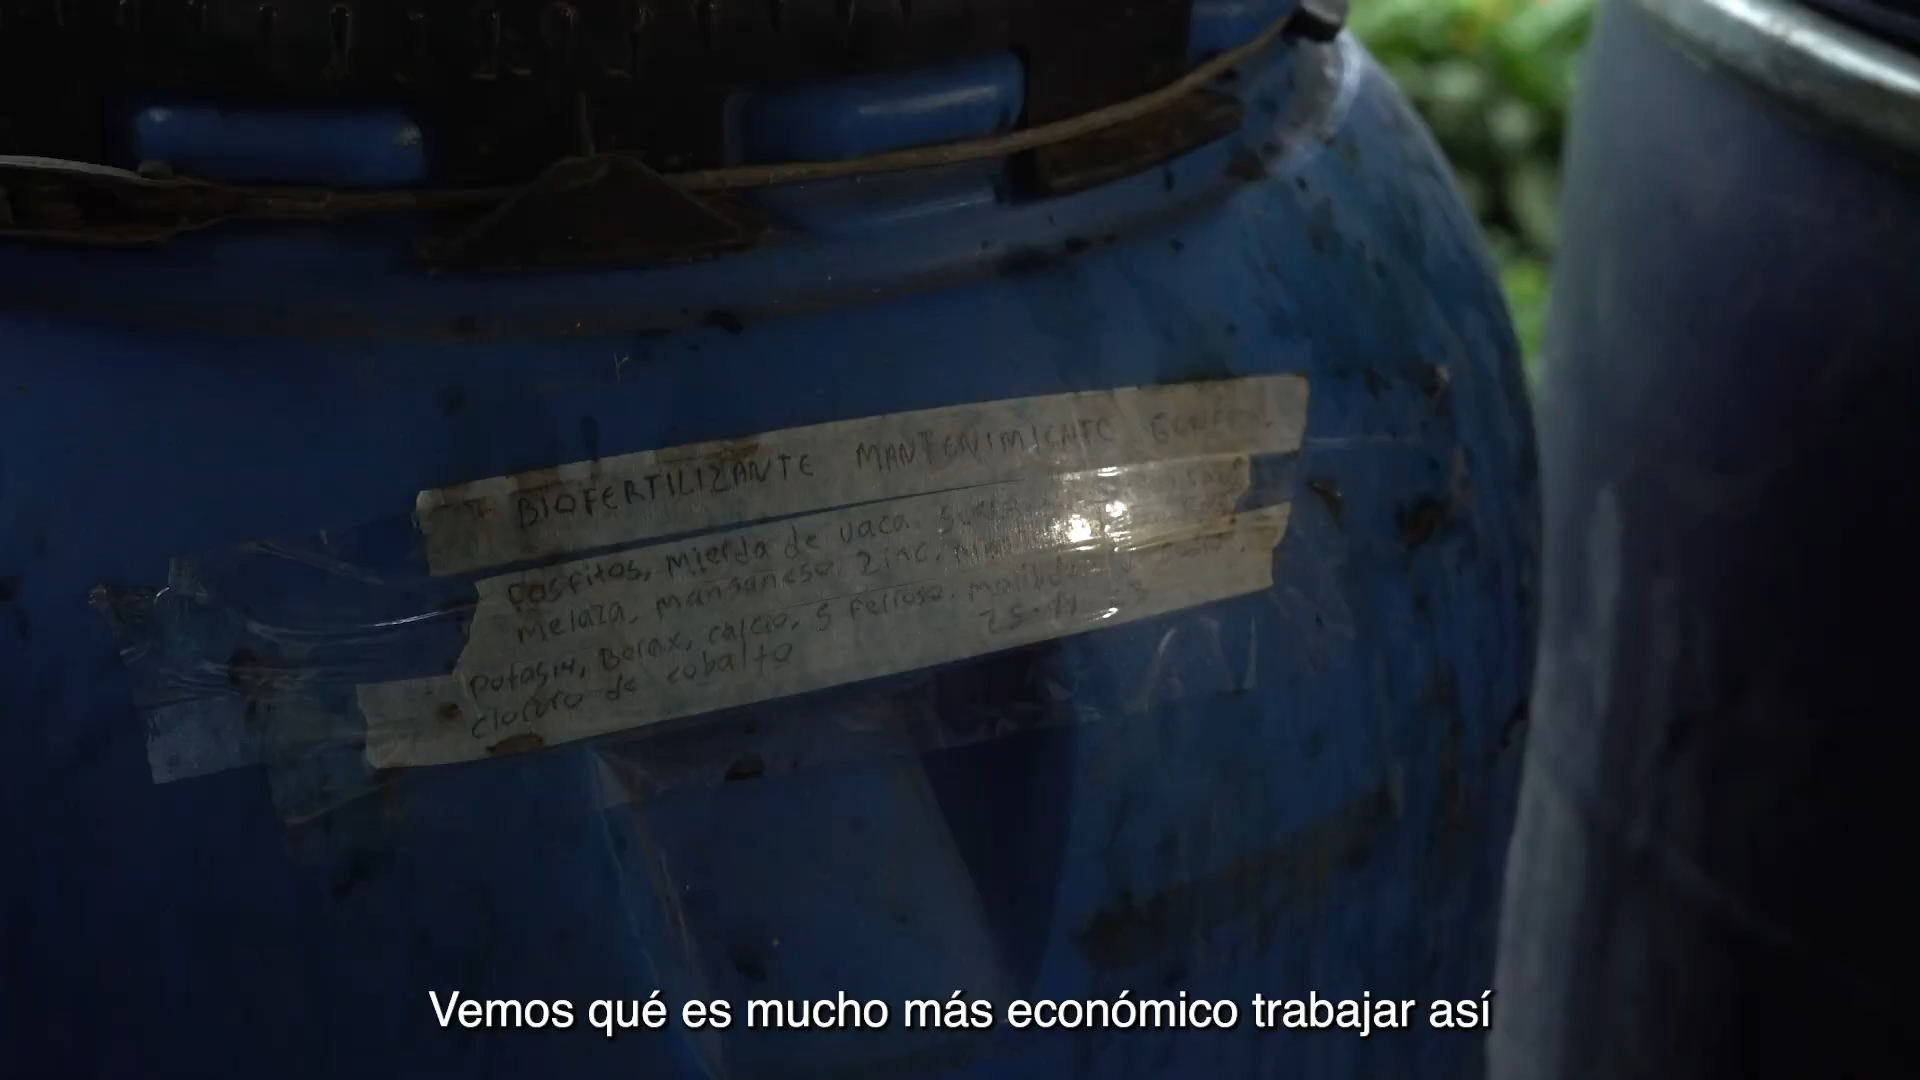 BIOFERTILIZANTE MANTENIMIENTO GENERAL
Fosfitos, mierda de vaca,
melaza, manganeso, Zinc,
Potasio, Borax, calcio, S Ferroso,
cloruro de cobalto
Vemos qué es mucho más económico trabajar así